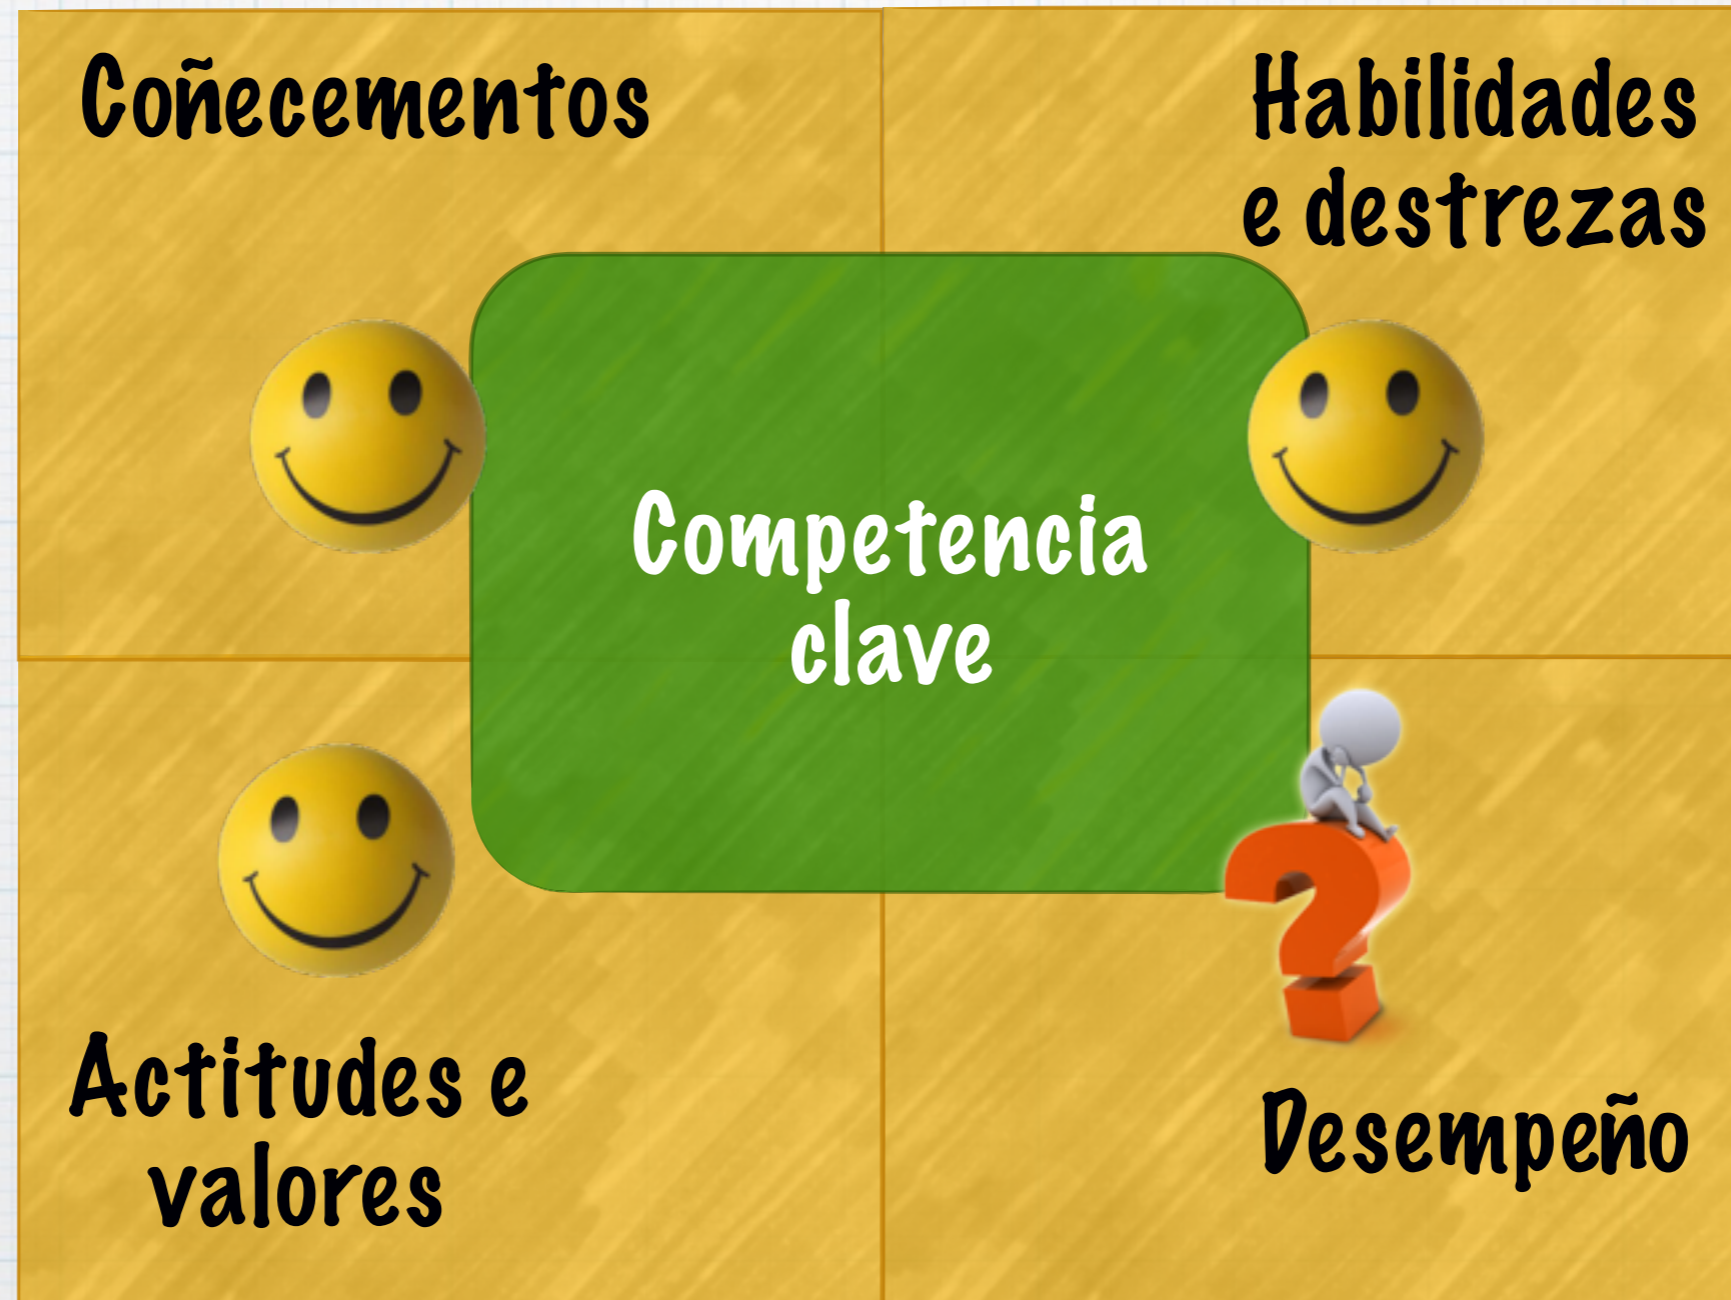 Coñecementos
Habilidades
e destrezas
Competencia
clave
Actitudes e
valores
Desempeño